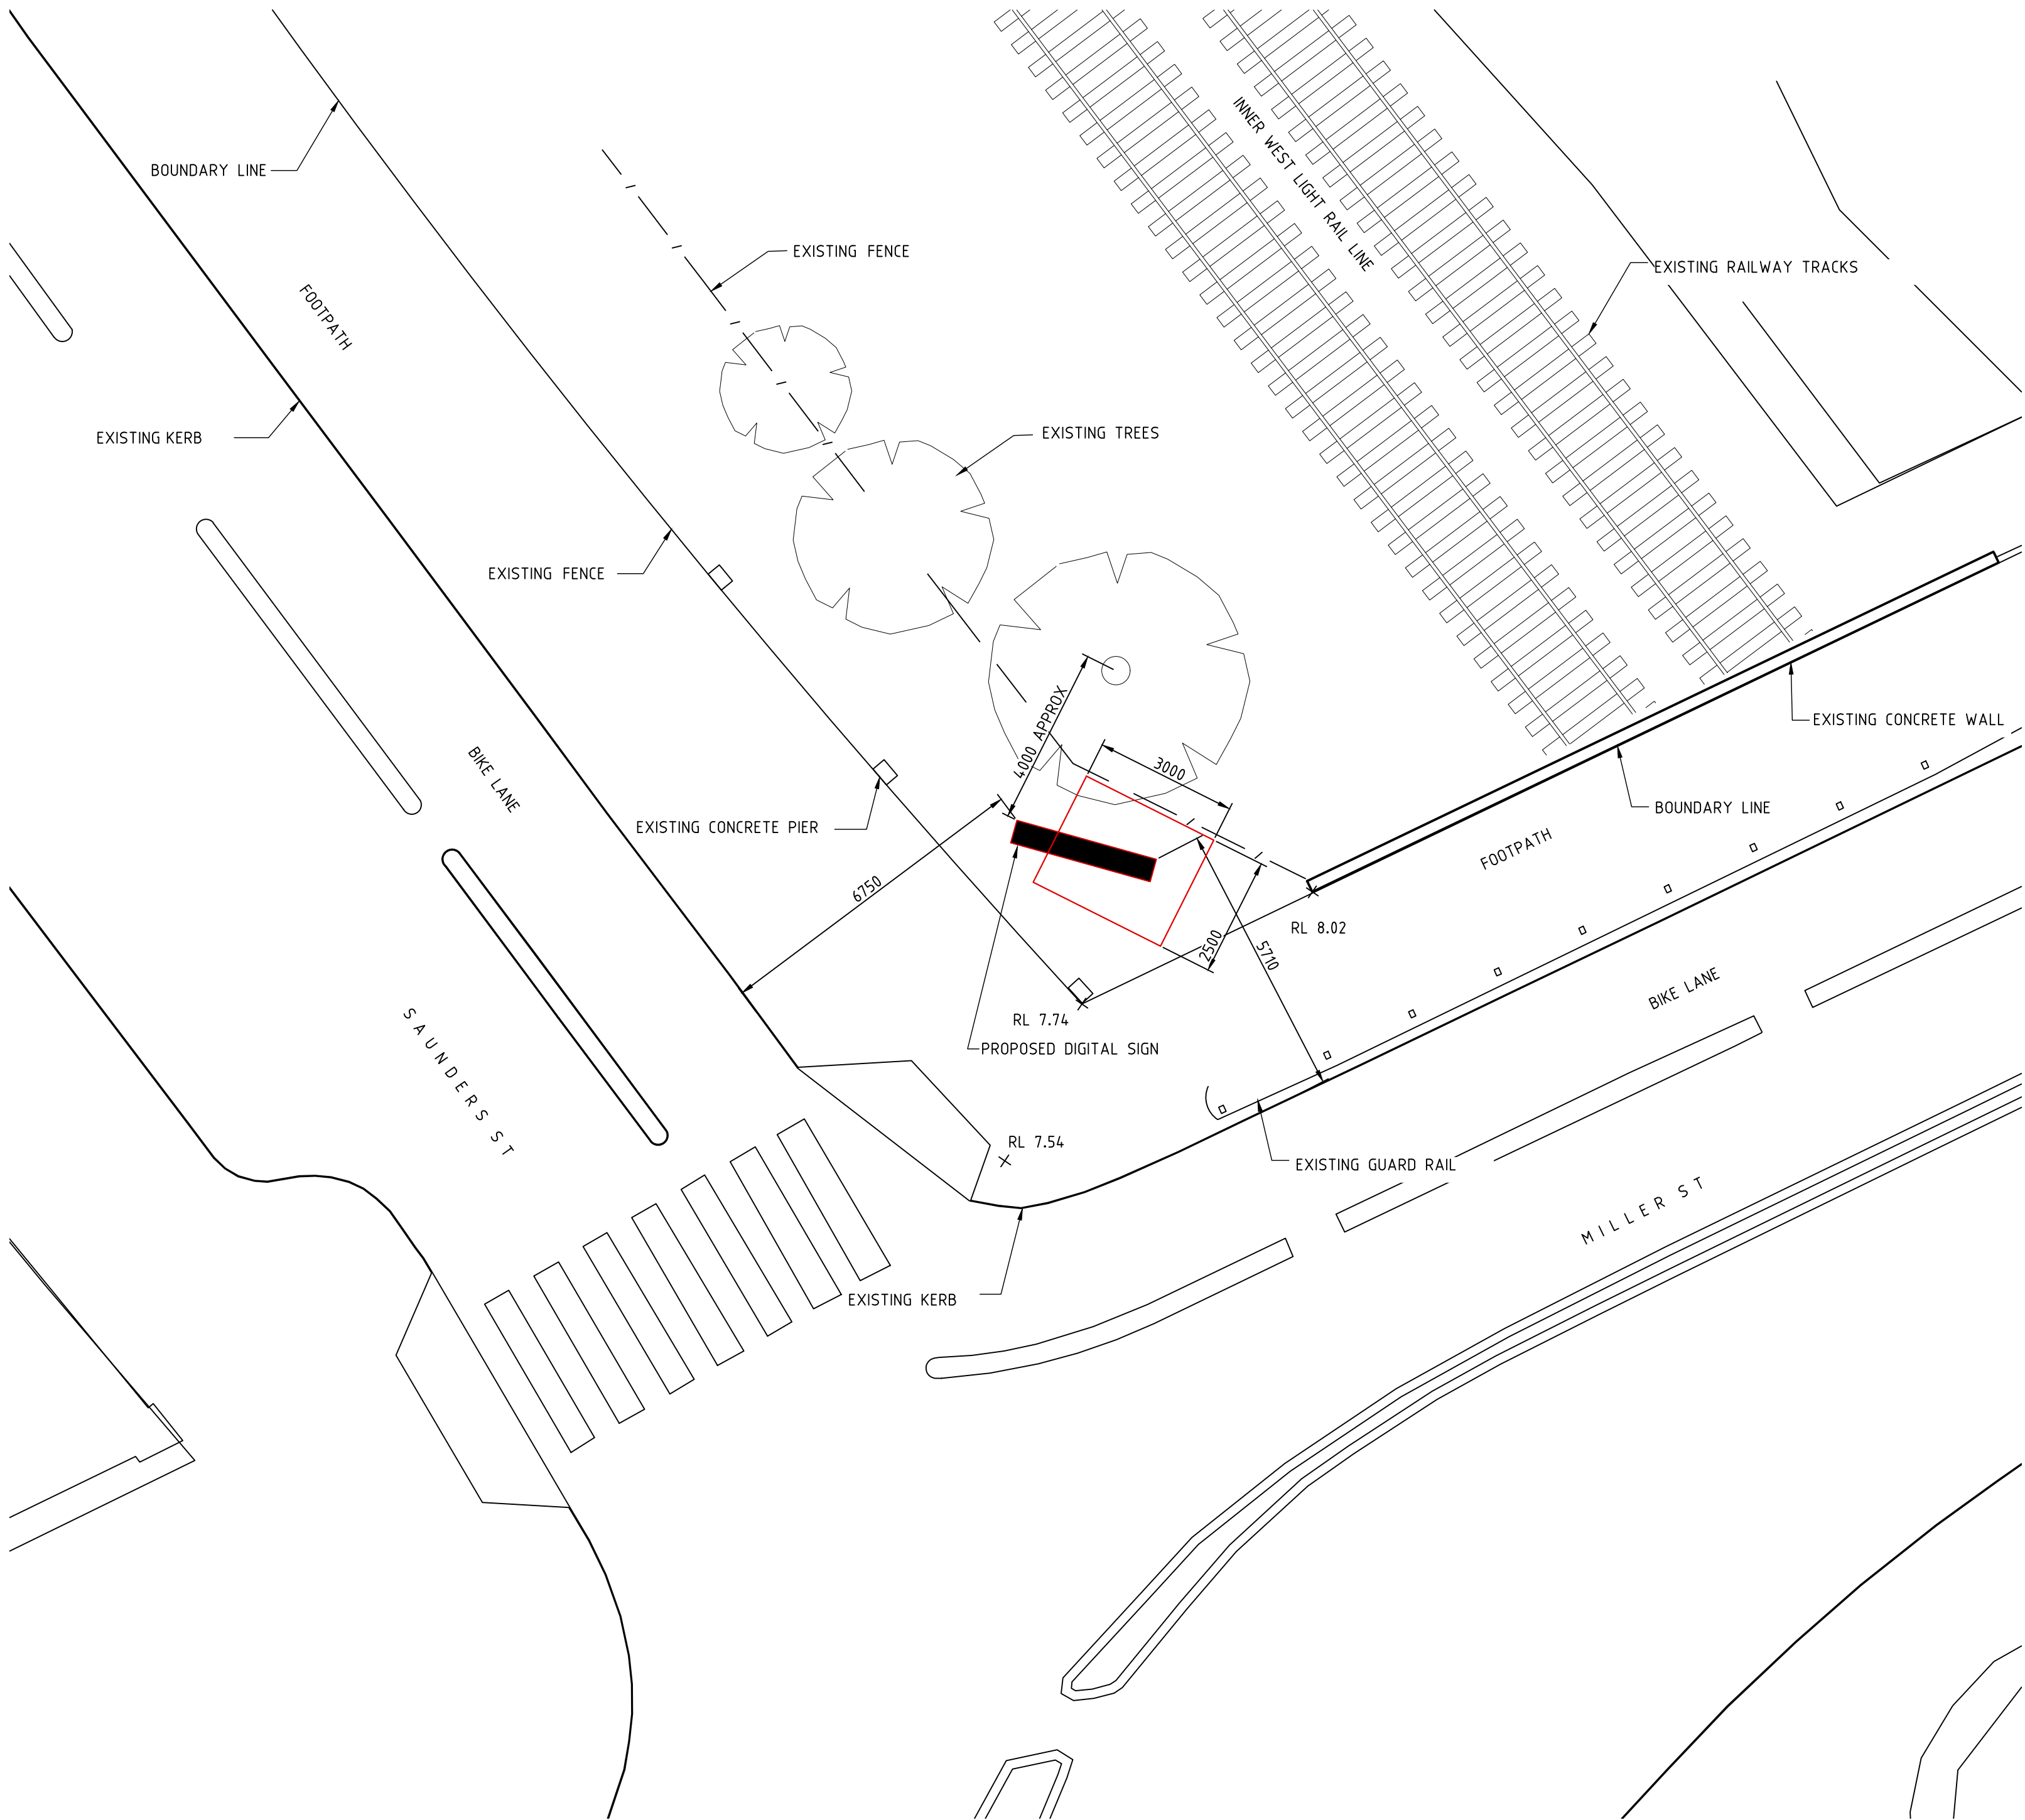 INNER WEST LIGHT RAIL LINE
BOUNDARY LINE
EXISTING FENCE
EXISTING RAILWAY TRACKS
FOOTPATH
EXISTING KERB
EXISTING TREES
EXISTING FENCE
4000 APPROX
EXISTING CONCRETE WALL
BIKE LANE
3000
EXISTING CONCRETE PIER
BOUNDARY LINE
FOOTPATH
6750
RL 8.02
2500
5710
BIKE LANE
RL 7.74
PROPOSED DIGITAL SIGN
SAUNDERS ST
RL 7.54
EXISTING GUARD RAIL
MILLER ST
EXISTING KERB